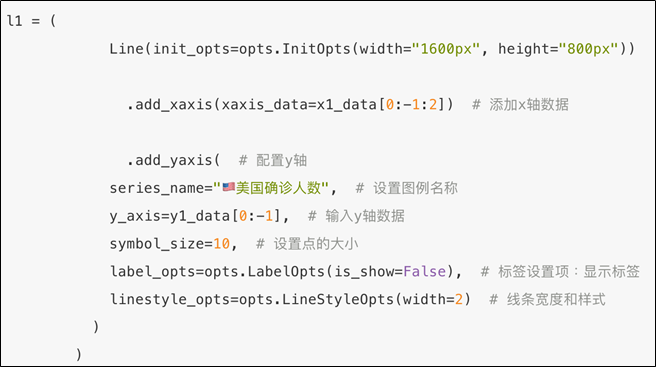 l1 = (
Line(init_opts=opts.InitOpts(width="1600px", height="800px"))
.add_xaxis(xaxis_data=x1_data[0:-1:2]) # 添加x轴数据
.add_yaxis( # 配置y轴
series_name="🇺🇸美国确诊人数", # 设置图例名称
y_axis=y1_data[0:-1], # 输入y轴数据
symbol_size=10, # 设置点的大小
label_opts=opts.LabelOpts(is_show=False), # 标签设置项：显示标签
linestyle_opts=opts.LineStyleOpts(width=2) # 线条宽度和样式
)
)